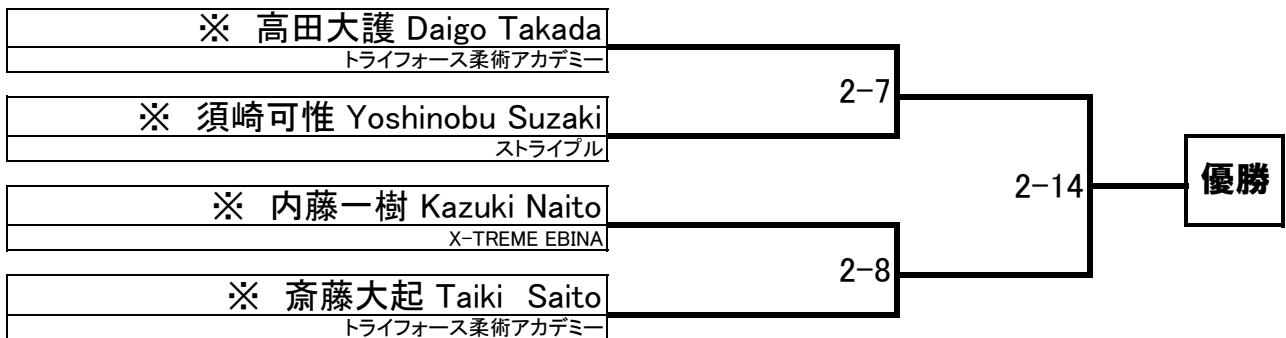 ※ 高田大護 Daigo Takada
トライフォース柔術アカデミー
2-7
※ 須崎可惟 Yoshinobu Suzaki
ストライプル
2-14
優勝
※ 内藤一樹 Kazuki Naito
X-TREME EBINA
2-8
※ 斎藤大起 Taiki Saito
トライフォース柔術アカデミー